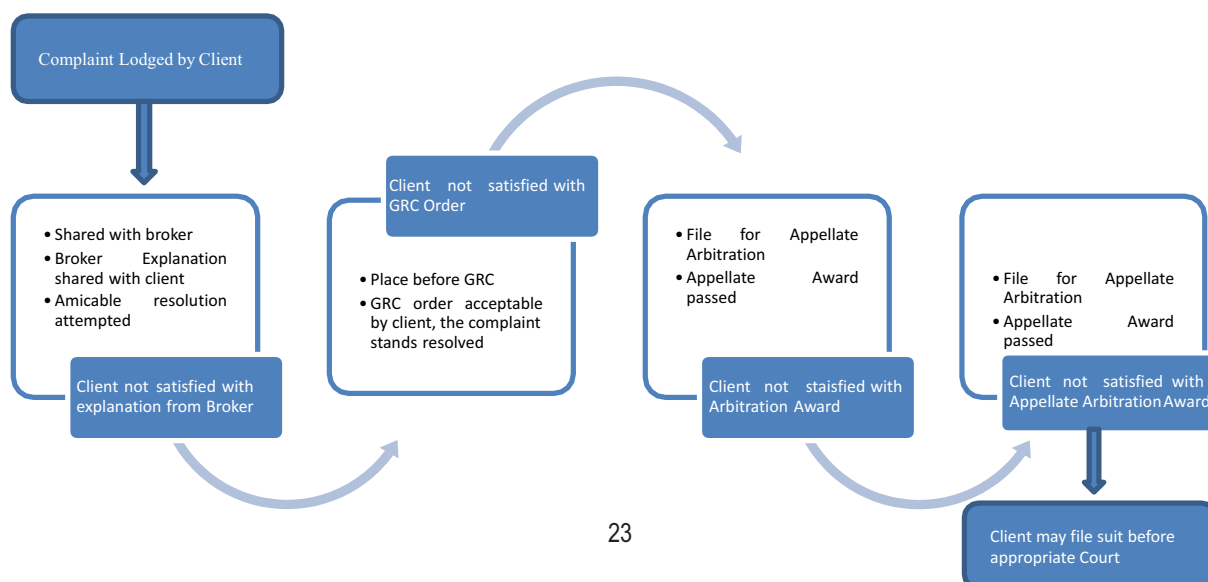 Complaint Lodged by Client
• Shared with broker
• Broker Explanation
shared with client
• Amicable resolution
attempted
Client not satisfied with
explanation from Broker
Client not satisfied with
GRC Order
• Place before GRC
• GRC order acceptable
by client, the complaint
stands resolved
• File for Appellate
Arbitration
• Appellate Award
passed
Client not staisfied with
Arbitration Award
• File for Appellate
Arbitration
• Appellate Award
passed
Client not satisfied with
Appellate Arbitration Award
Client may file suit before
appropriate Court
23